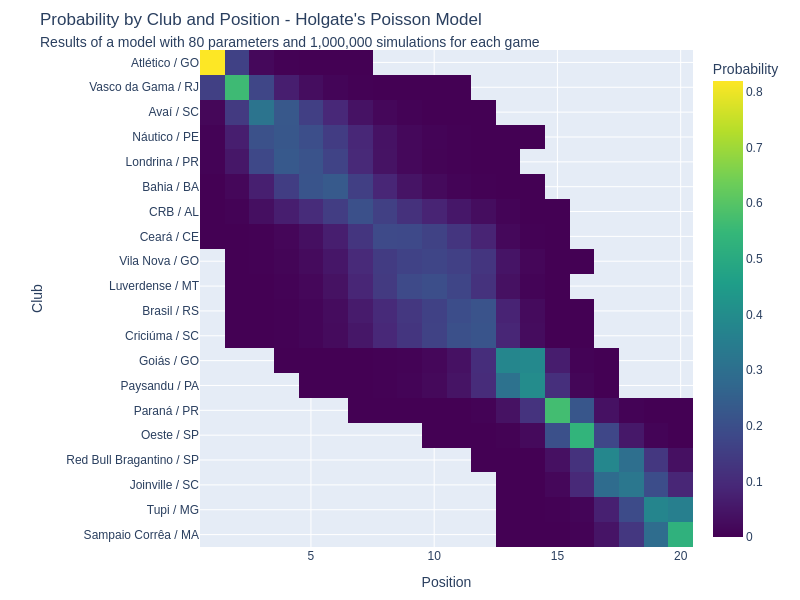 Probability by Club and Position - Holgate's Poisson Model
Results of a model with 80 parameters and 1,000,000 simulations for each game
Probability
Atlético / GO
Vasco da Gama / RJ
Avaí / SC
Náutico / PE
Londrina / PR
Bahia / BA
CRB / AL
Ceará / CE
Vila Nova / GO
Luverdense / MT
Brasil / RS
Criciúma / SC
Goiás / GO
Paysandu / PA
Paraná / PR
Oeste / SP
Red Bull Bragantino / SP
Joinville / SC
Tupi / MG
Sampaio Corrêa / MA
Club
5 10 15 20
Position
0.8
0.7
0.6
0.5
0.4
0.3
0.2
0.1
0